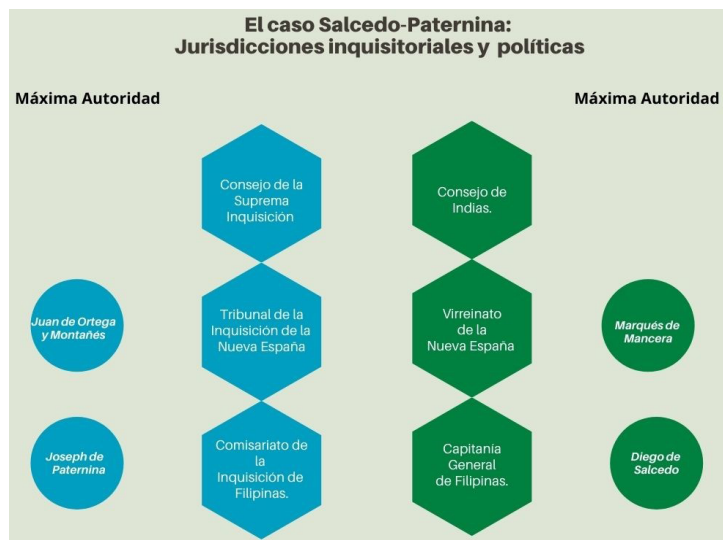 El caso Salcedo-Paternina:
Jurisdicciones inquisitoriales y políticas
Máxima Autoridad
Máxima Autoridad
Consejo de la
Suprema
Inquisición
Consejo de
Indias.
Juan de Ortega
y Montañés
Tribunal de la
Inquisición de la
Nueva España
Virreinato
de la
Nueva España
Marqués de
Mancera
Joseph de
Paternina
Comisariato de
la
Inquisición de
Filipinas.
Capitanía
General
de Filipinas.
Diego de
Salcedo